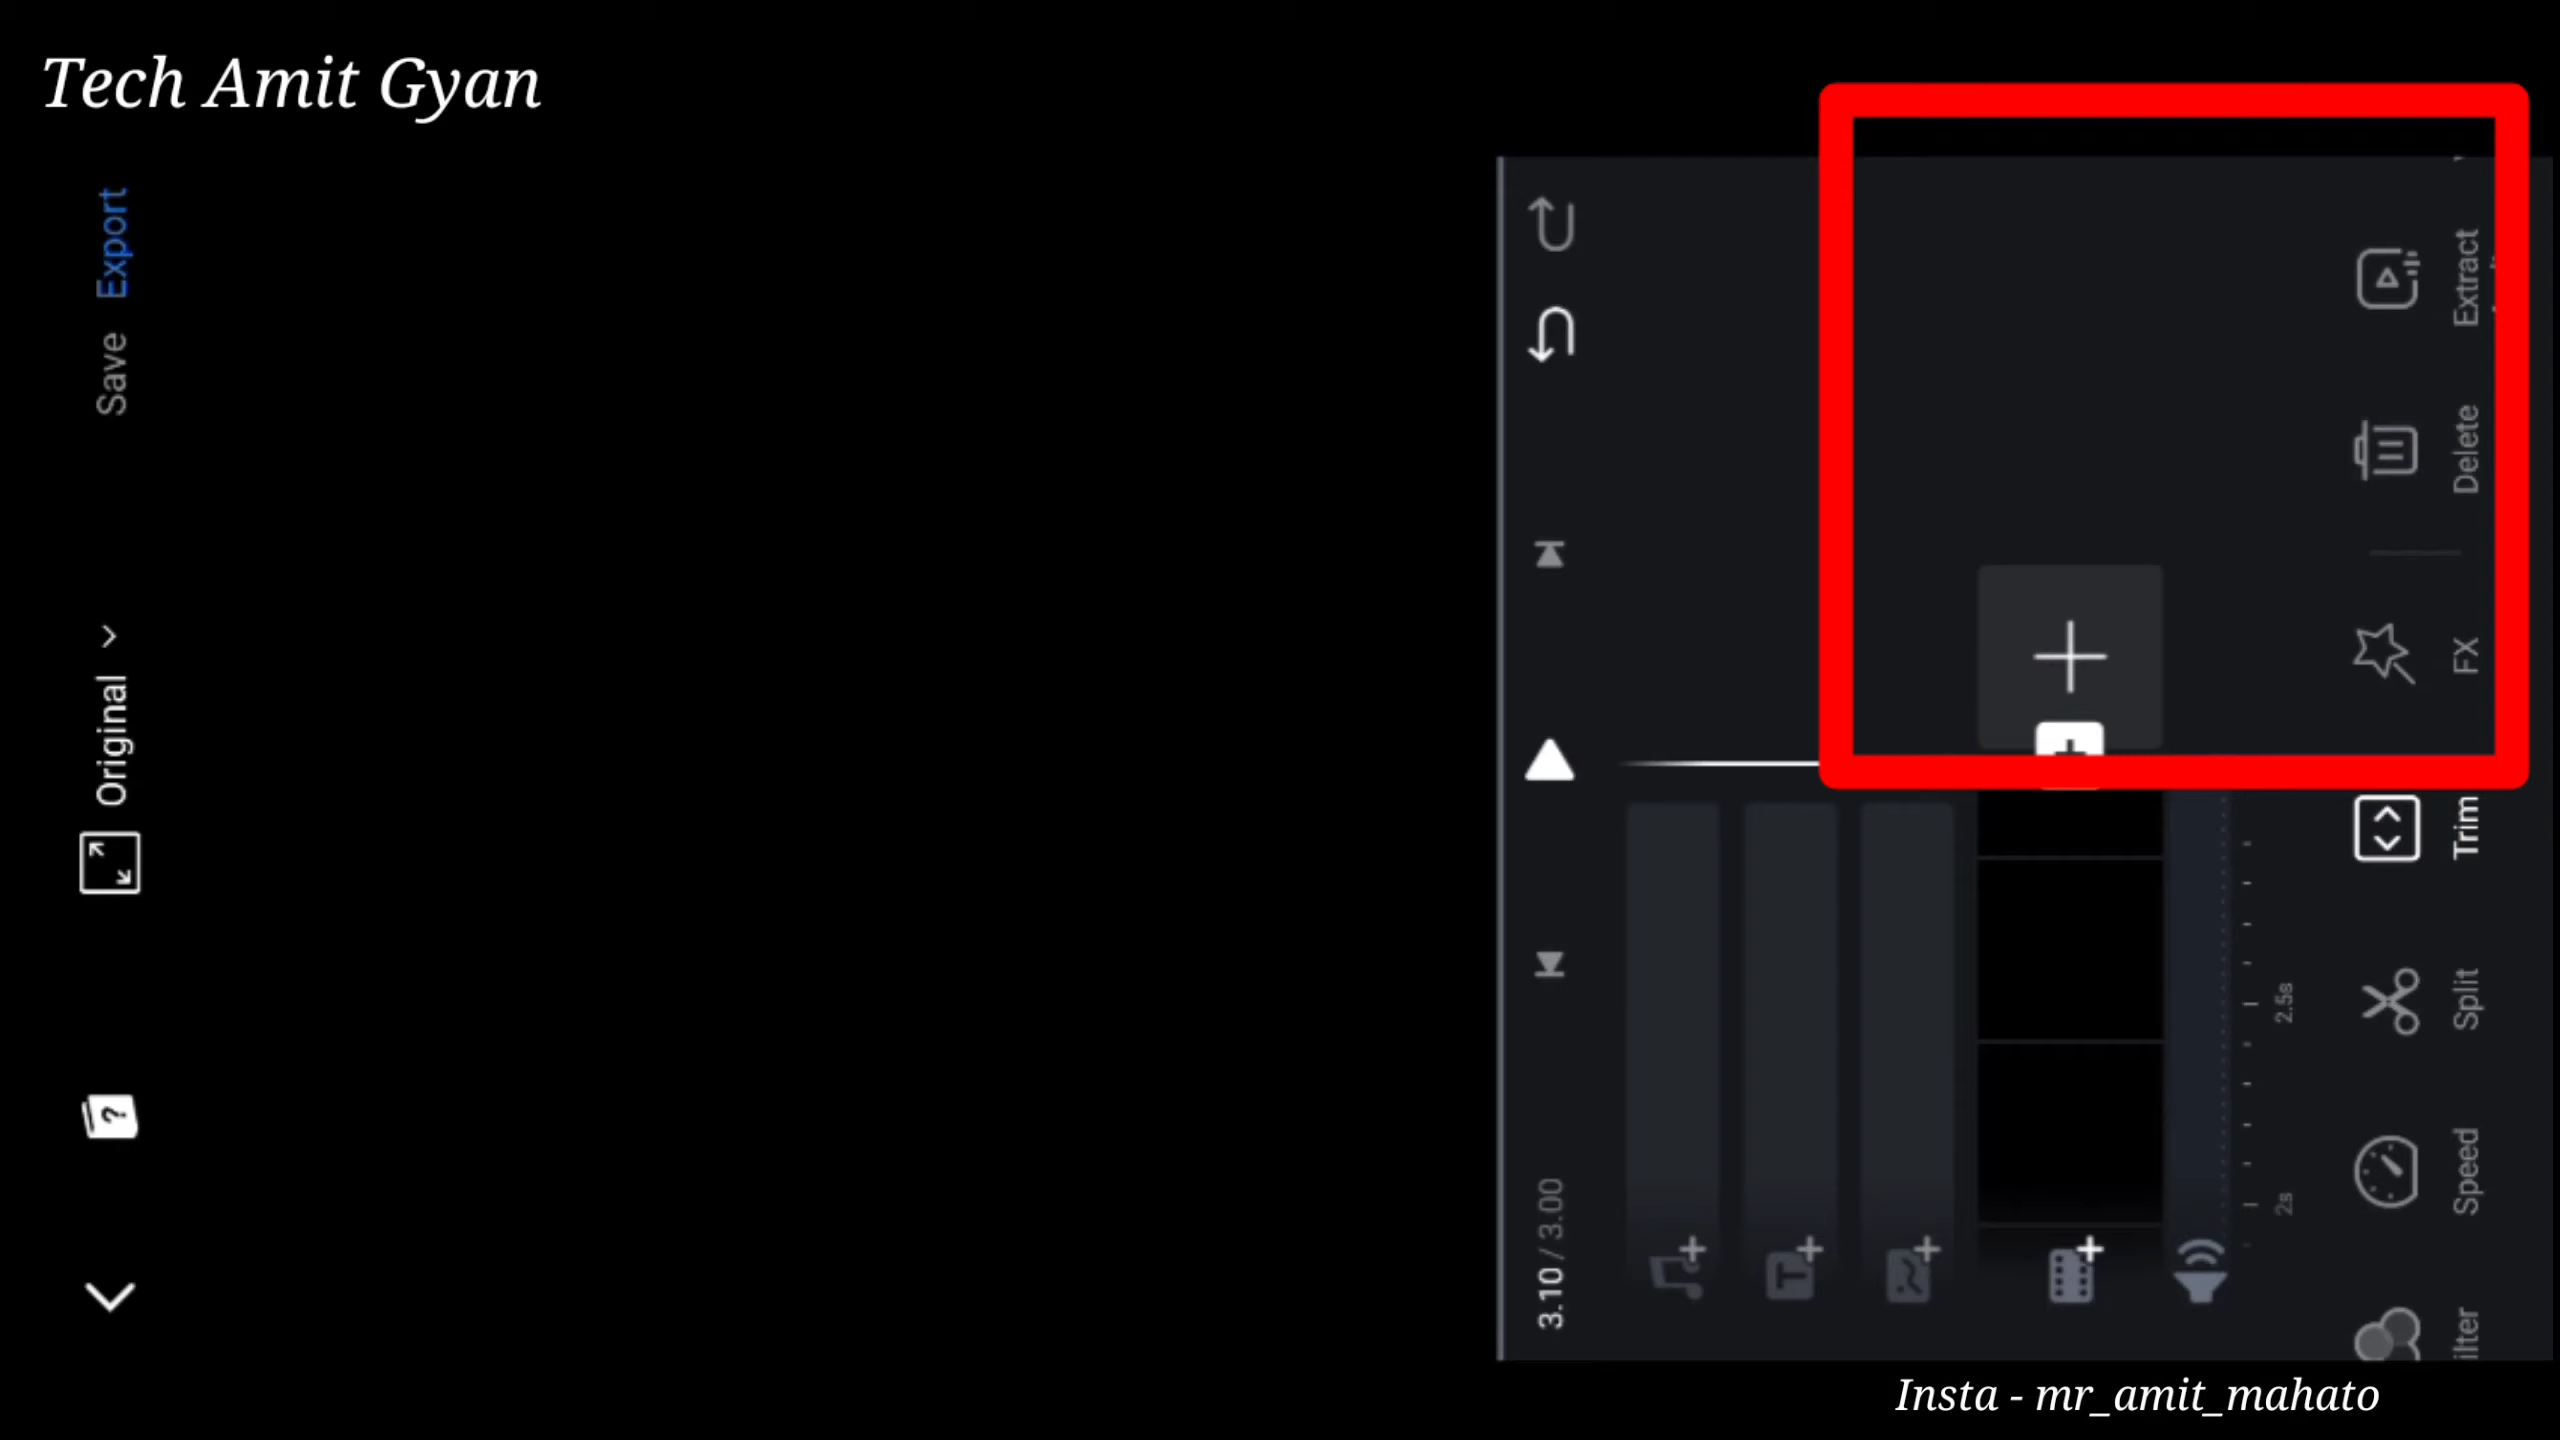 Tech Amit Gyan
Original
Save
Export
3.10 / 3.00
2s
2.5s
Speed
Split
Trim
FX
Delete
Extract
Insta - mr_amit_mahato